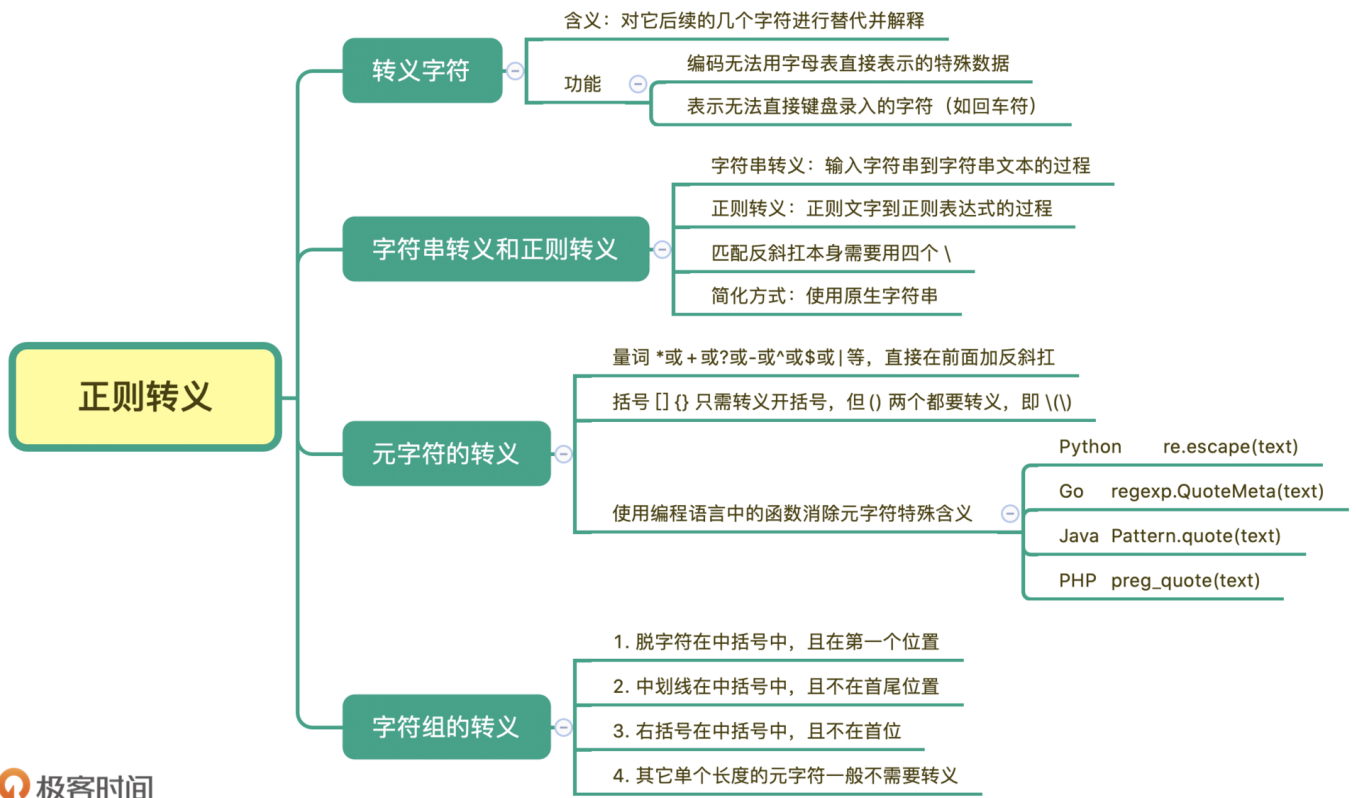 含义：对它后续的几个字符进行替代并解释
转义字符
功能
编码无法用字母表直接表示的特殊数据
表示无法直接键盘录入的字符（如回车符）
字符串转义和正则转义
字符串转义：输入字符串到字符串文本的过程
正则转义：正则文字到正则表达式的过程
匹配反斜扛本身需要用四个 \
简化方式：使用原生字符串
正则转义
元字符的转义
量词 *或+或?或-或^或$或|等，直接在前面加反斜扛
括号 [] {} 只需转义开括号，但 () 两个都要转义，即 \(\)
使用编程语言中的函数消除元字符特殊含义
Python re.escape(text)
Go regexp.QuoteMeta(text)
Java Pattern.quote(text)
PHP preg_quote(text)
字符组的转义
1. 脱字符在中括号中，且在第一个位置
2. 中划线在中括号中，且不在首尾位置
3. 右括号在中括号中，且不在首位
4. 其它单个长度的元字符一般不需要转义
极客时间